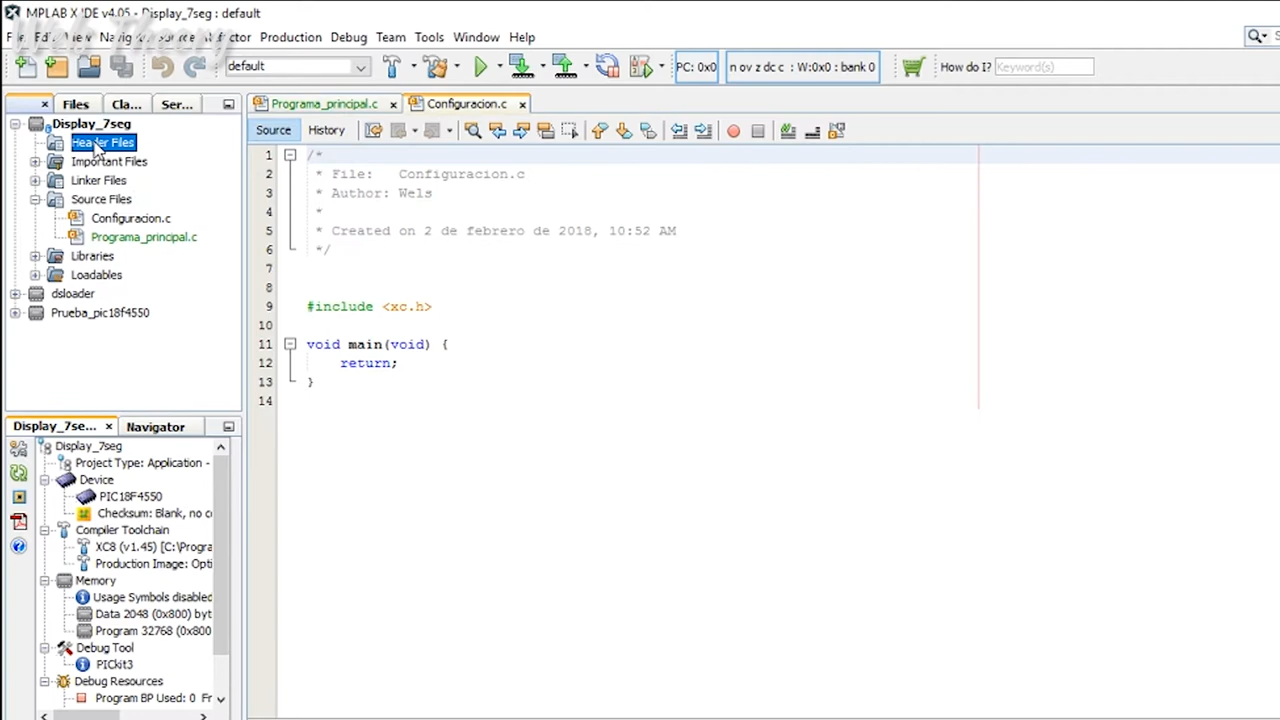 MPLAB X IDE v4.05 - Display_7seg : default
Web Theory
Production Debug Team Tools Window Help
default
PC: 0x0
n ov z dc c : W:0x0 : bank 0
How do I? Keyword(s)
Files Cla... Ser...
Programa_principal.c Configuracion.c
Display_7seg
Header Files
Important Files
Linker Files
Source Files
Configuracion.c
Programa_principal.c
Libraries
Loadables
dsloader
Prueba_pic18f4550
Source History
1 /*
2 * File: Configuracion.c
3 * Author: Wels
4 *
5 * Created on 2 de febrero de 2018, 10:52 AM
6 */
7
8
9 #include <xc.h>
10
11 void main(void) {
12 return;
13 }
14
Display_7se... Navigator
Display_7seg
Project Type: Application -
Device
PIC18F4550
Checksum: Blank, no c
Compiler Toolchain
XC8 (v1.45) [C:\Progra
Production Image: Opti
Memory
Usage Symbols disabled
Data 2048 (0x800) byt
Program 32768 (0x800
Debug Tool
PICkit3
Debug Resources
Program BP Used: 0 Fr